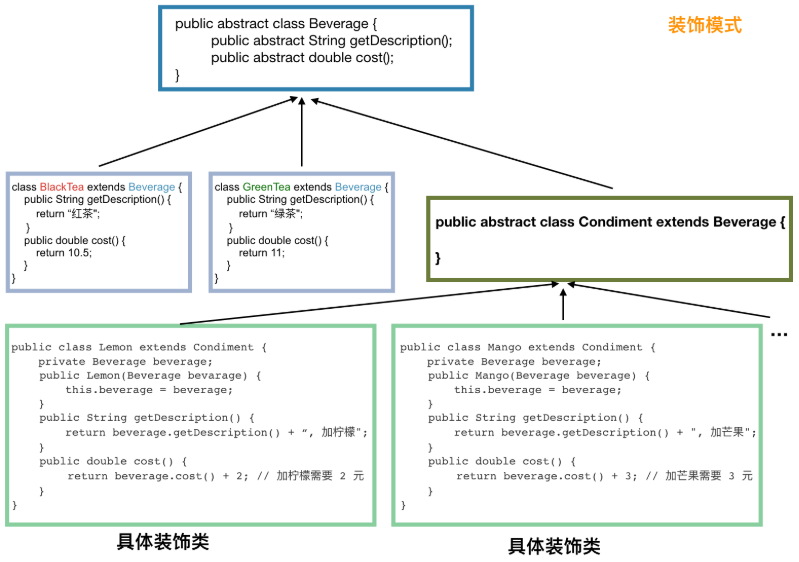 装饰模式
public abstract class Beverage {
public abstract String getDescription();
public abstract double cost();
}
class BlackTea extends Beverage {
public String getDescription() {
return “红茶";
}
public double cost() {
return 10.5;
}
}
class GreenTea extends Beverage {
public String getDescription() {
return “绿茶";
}
public double cost() {
return 11;
}
}
public abstract class Condiment extends Beverage {
}
public class Lemon extends Condiment {
private Beverage beverage;
public Lemon(Beverage bevarage) {
this.beverage = beverage;
}
public String getDescription() {
return beverage.getDescription() + “, 加柠檬";
}
public double cost() {
return beverage.cost() + 2; // 加柠檬需要 2 元
}
}
public class Mango extends Condiment {
private Beverage beverage;
public Mango(Beverage beverage) {
this.beverage = beverage;
}
public String getDescription() {
return beverage.getDescription() + ", 加芒果";
}
public double cost() {
return beverage.cost() + 3; // 加芒果需要 3 元
}
}
...
具体装饰类
具体装饰类